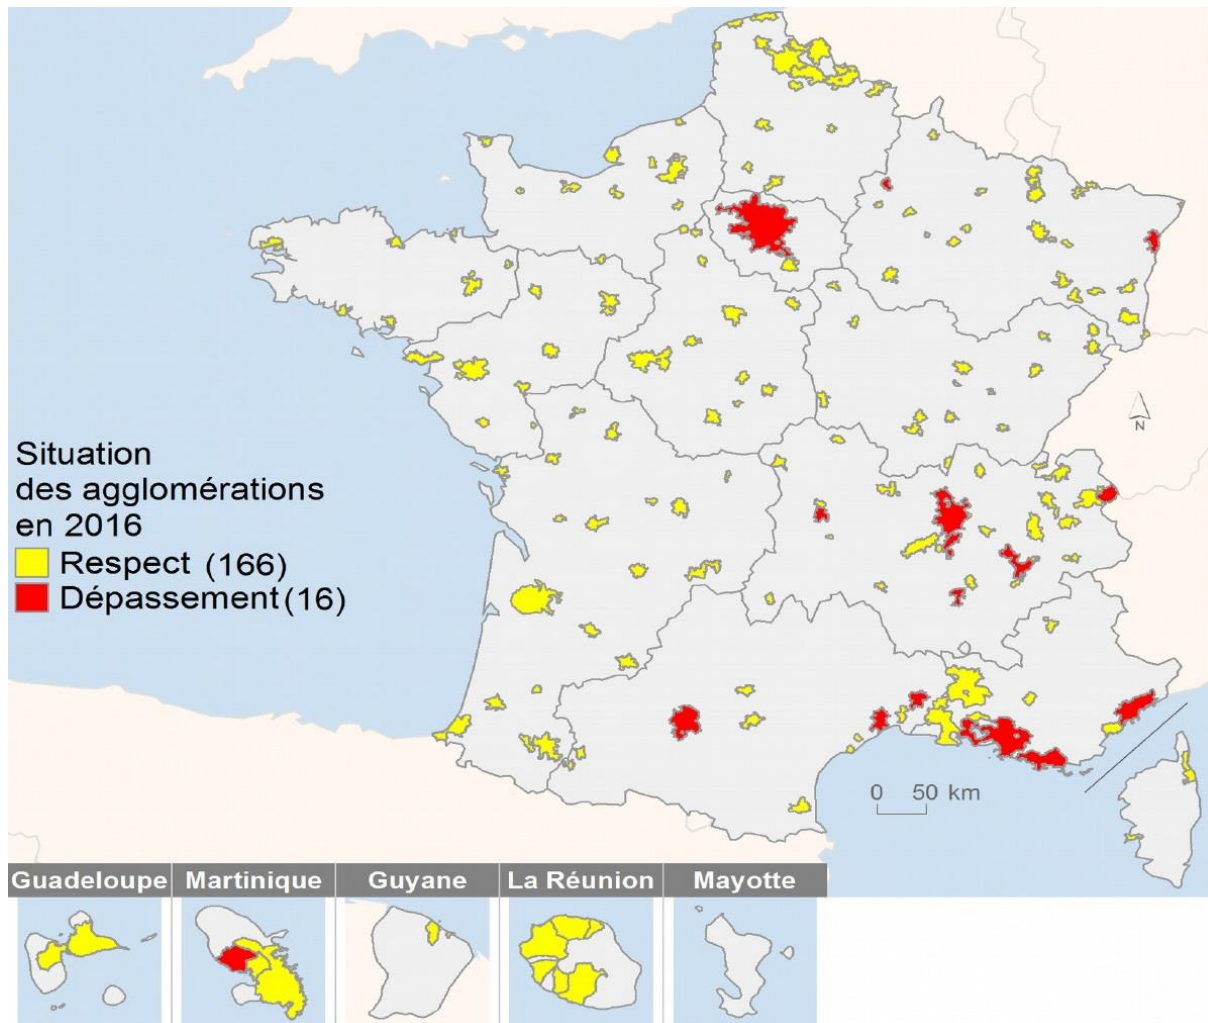 Situation
des agglomérations
en 2016
Respect (166)
Dépassement (16)
N
0 50 km
Guadeloupe Martinique Guyane La Réunion Mayotte